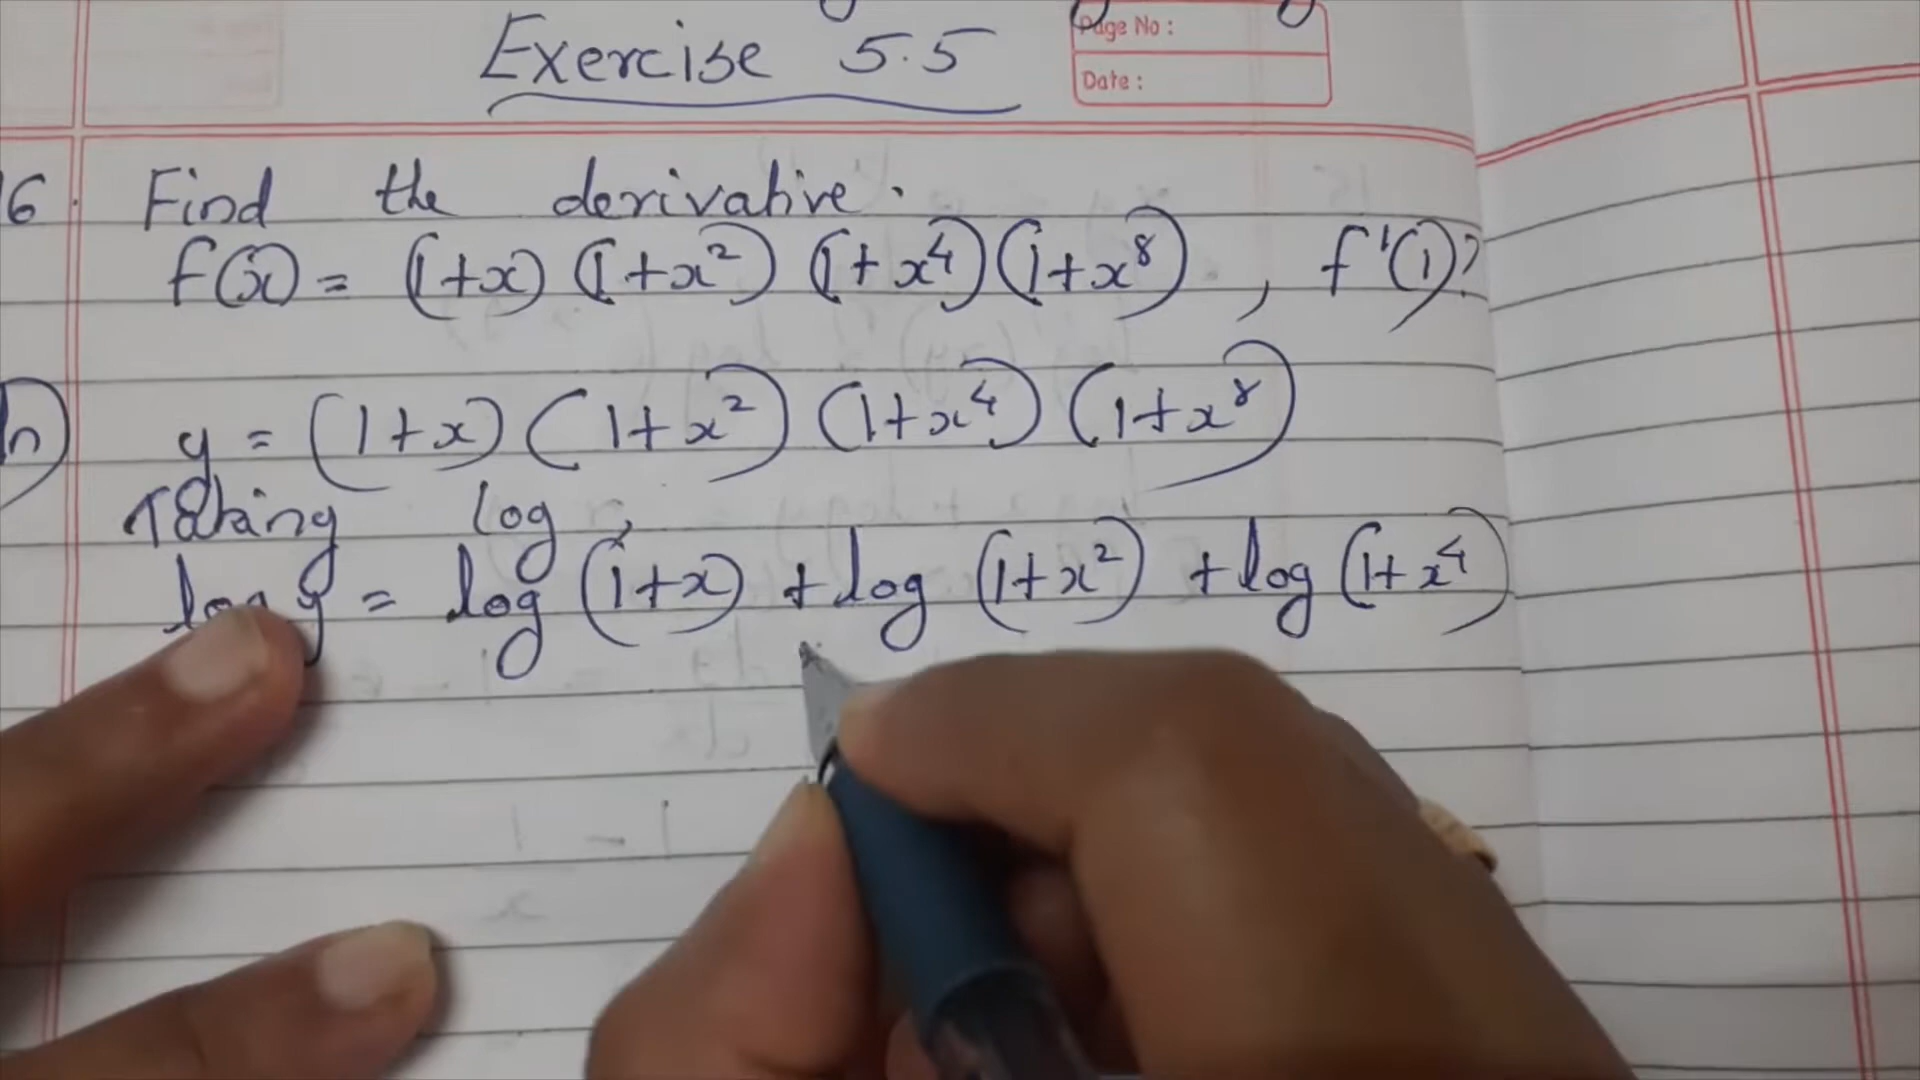 Exercise 5.5
Page No :
Date :
16. Find the derivative.
f(x) = (1+x) (1+x²) (1+x⁴) (1+x⁸), f'(1)?
y = (1+x) (1+x²) (1+x⁴) (1+x⁸)
Taking log,
log y = log (1+x) + log (1+x²) + log (1+x⁴)